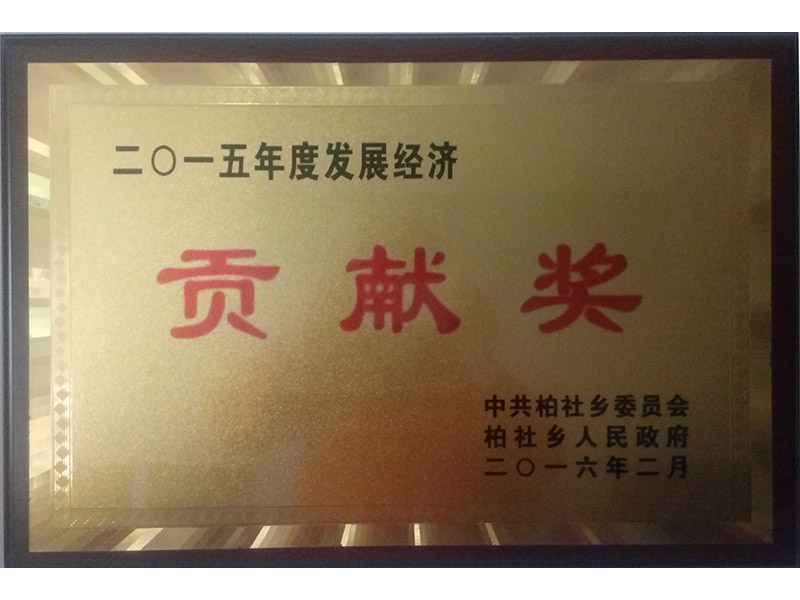 二〇一五年度发展经济
贡献奖
中共柏社乡委员会
柏社乡人民政府
二〇一六年二月